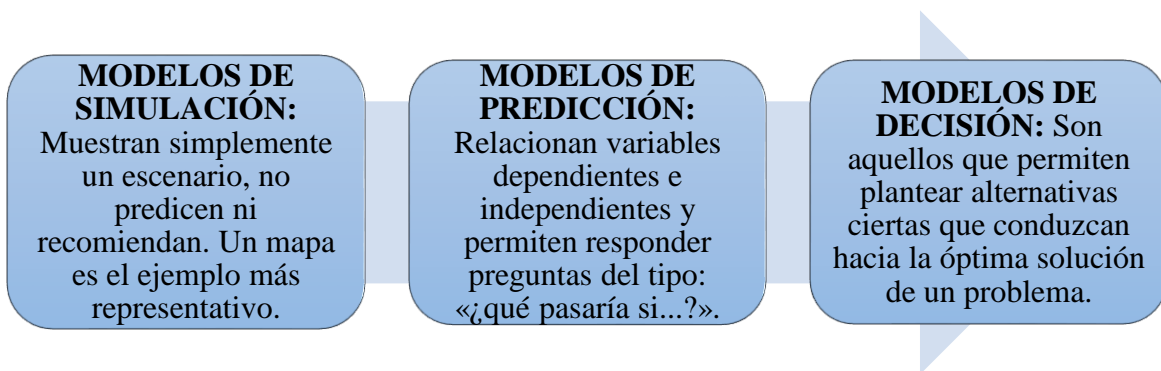 MODELOS DE
SIMULACIÓN:
Muestran simplemente
un escenario, no
predicen ni
recomiendan. Un mapa
es el ejemplo más
representativo.
MODELOS DE
PREDICCIÓN:
Relacionan variables
dependientes e
independientes y
permiten responder
preguntas del tipo:
«¿qué pasaría si...?».
MODELOS DE
DECISIÓN: Son
aquellos que permiten
plantear alternativas
ciertas que conduzcan
hacia la óptima solución
de un problema.